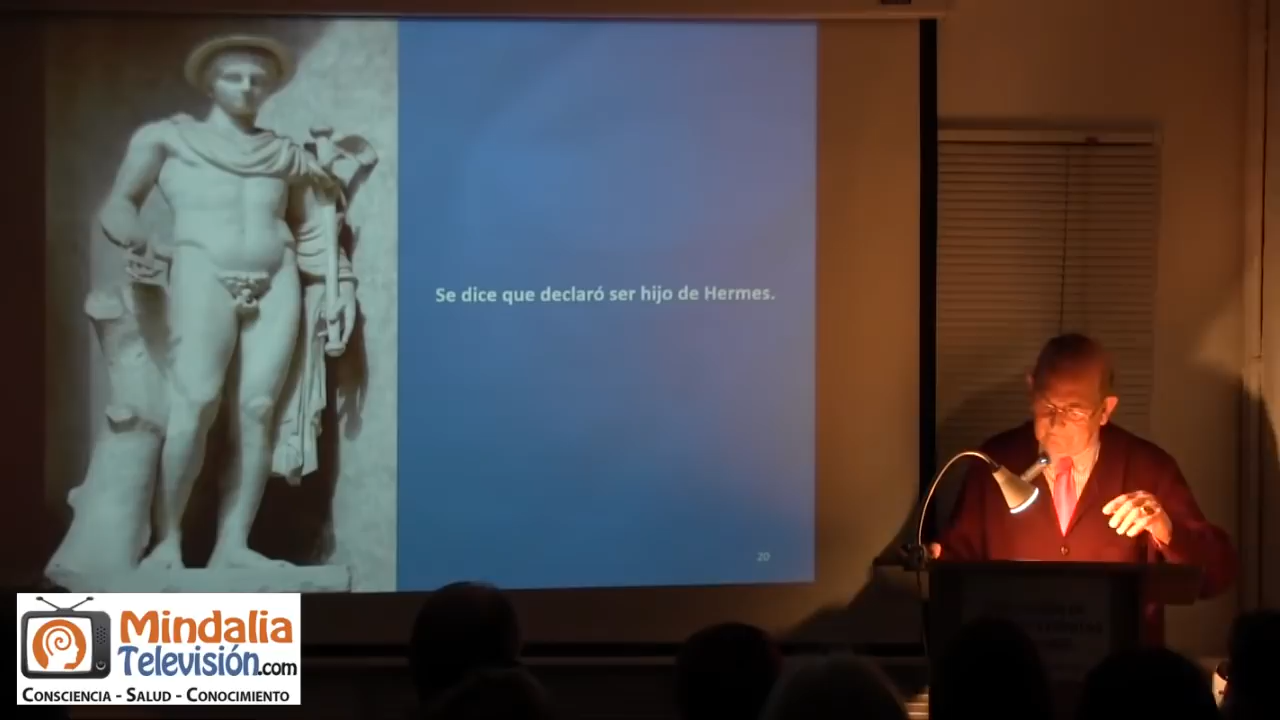 Se dice que declaró ser hijo de Hermes.
20
Mindalia
Televisión.com
Consciencia - Salud - Conocimiento